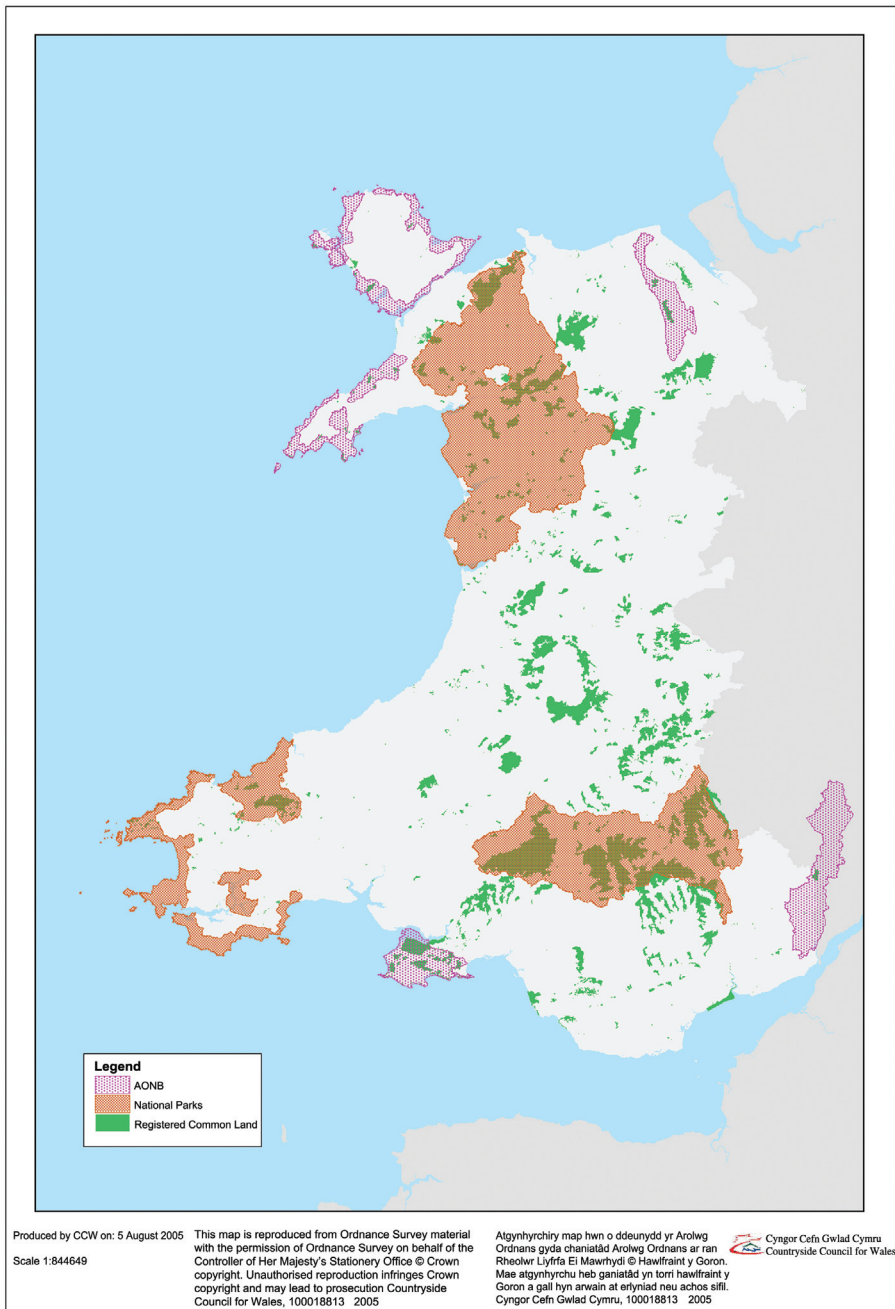 Legend
AONB
National Parks
Registered Common Land
Produced by CCW on: 5 August 2005
Scale 1:844649
This map is reproduced from Ordnance Survey material
with the permission of Ordnance Survey on behalf of the
Controller of Her Majesty's Stationery Office © Crown
copyright. Unauthorised reproduction infringes Crown
copyright and may lead to prosecution Countryside
Council for Wales, 100018813 2005
Atgynhyrchiry map hwn o ddeunydd yr Arolwg
Ordnans gyda chaniatâd Arolwg Ordnans ar ran
Rheolwr Llyfrfa Ei Mawrhydi © Hawlfraint y Goron.
Mae atgynhyrchu heb ganiatâd yn torri hawlfraint y
Goron a gall hyn arwain at erlyniad neu achos sifil.
Cyngor Cefn Gwlad Cymru, 100018813 2005
Cyngor Cefn Gwlad Cymru
Countryside Council for Wales